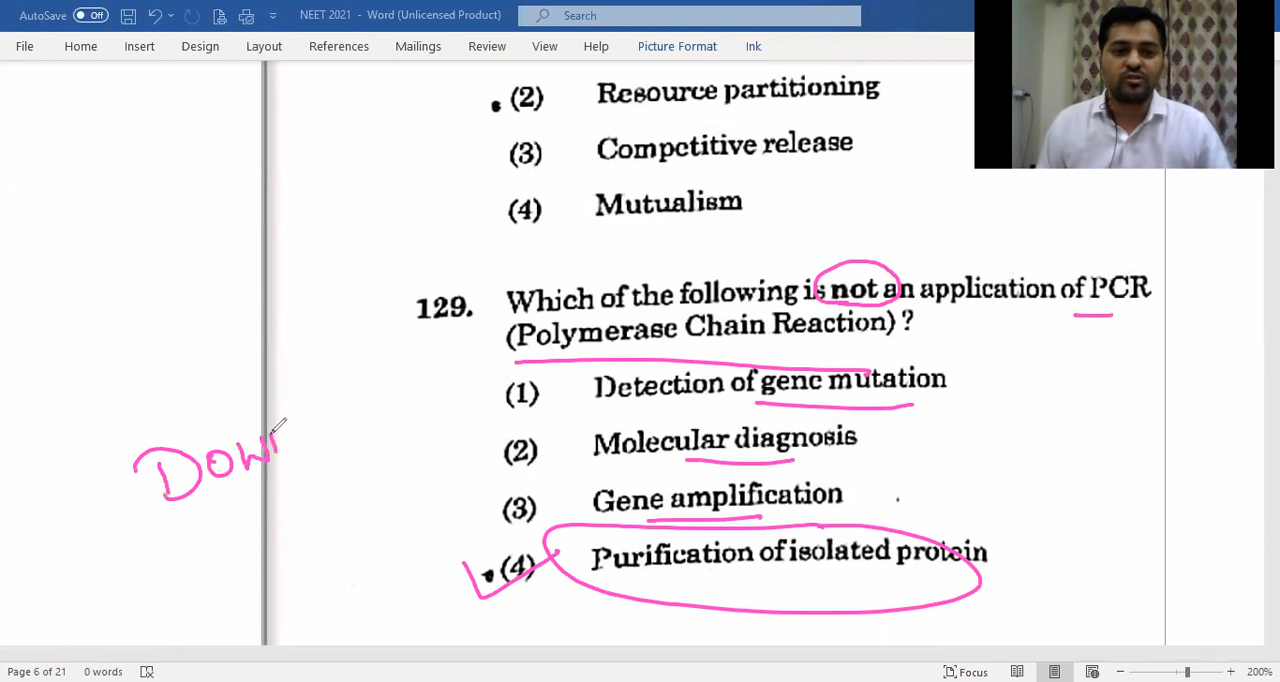 AutoSave Off NEET 2021 - Word (Unlicensed Product) Search
File Home Insert Design Layout References Mailings Review View Help Picture Format Ink
(2) Resource partitioning
(3) Competitive release
(4) Mutualism
129. Which of the following is not an application of PCR
(Polymerase Chain Reaction) ?
(1) Detection of gene mutation
(2) Molecular diagnosis
(3) Gene amplification
(4) Purification of isolated protein
Down
Page 6 of 21 0 words Focus 200%